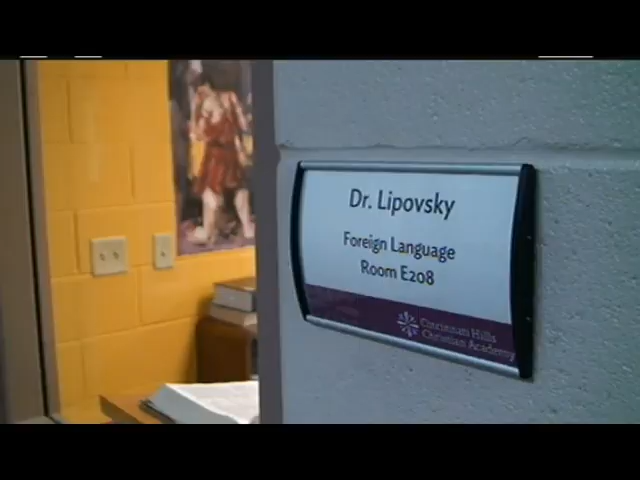 Dr. Lipovsky
Foreign Language
Room E208
Cincinnati Hills
Christian Academy